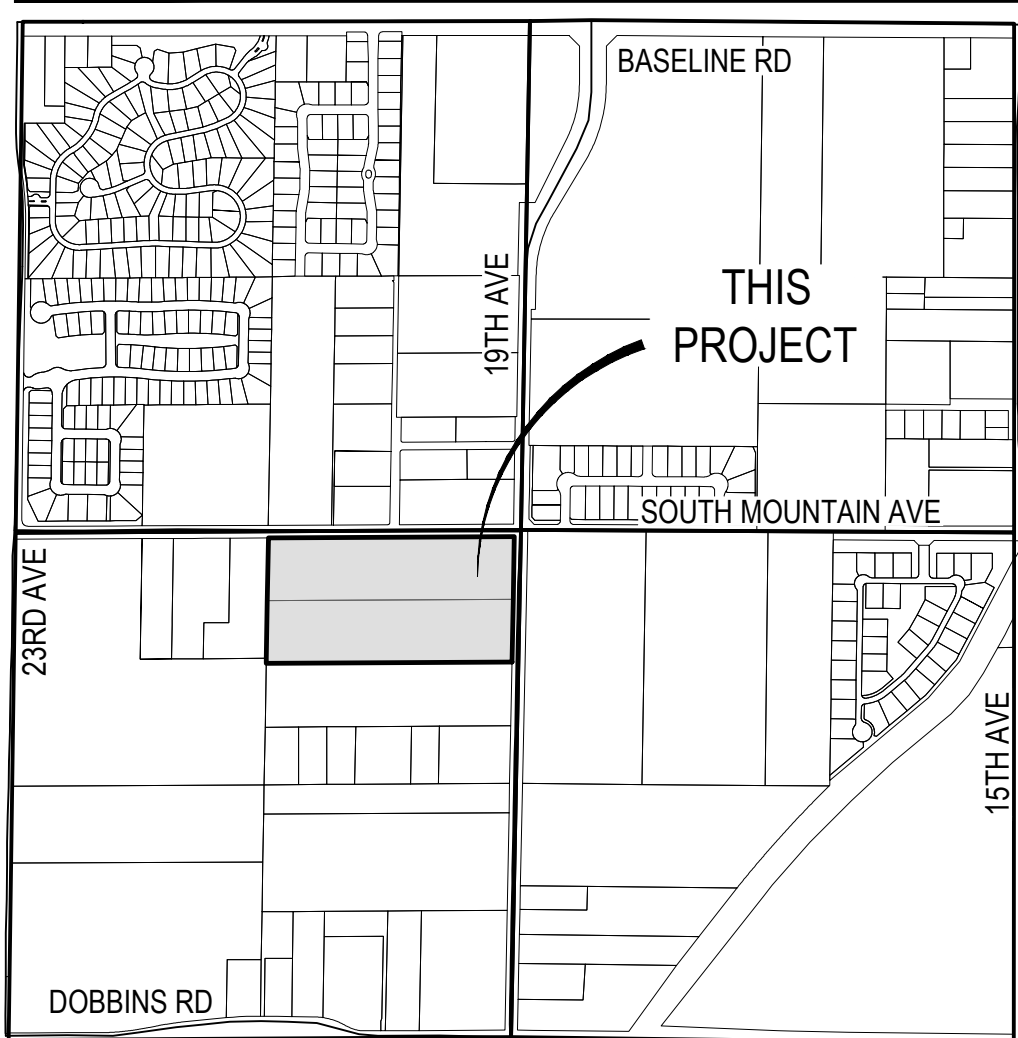 BASELINE RD
19TH AVE
THIS
PROJECT
SOUTH MOUNTAIN AVE
23RD AVE
15TH AVE
DOBBINS RD